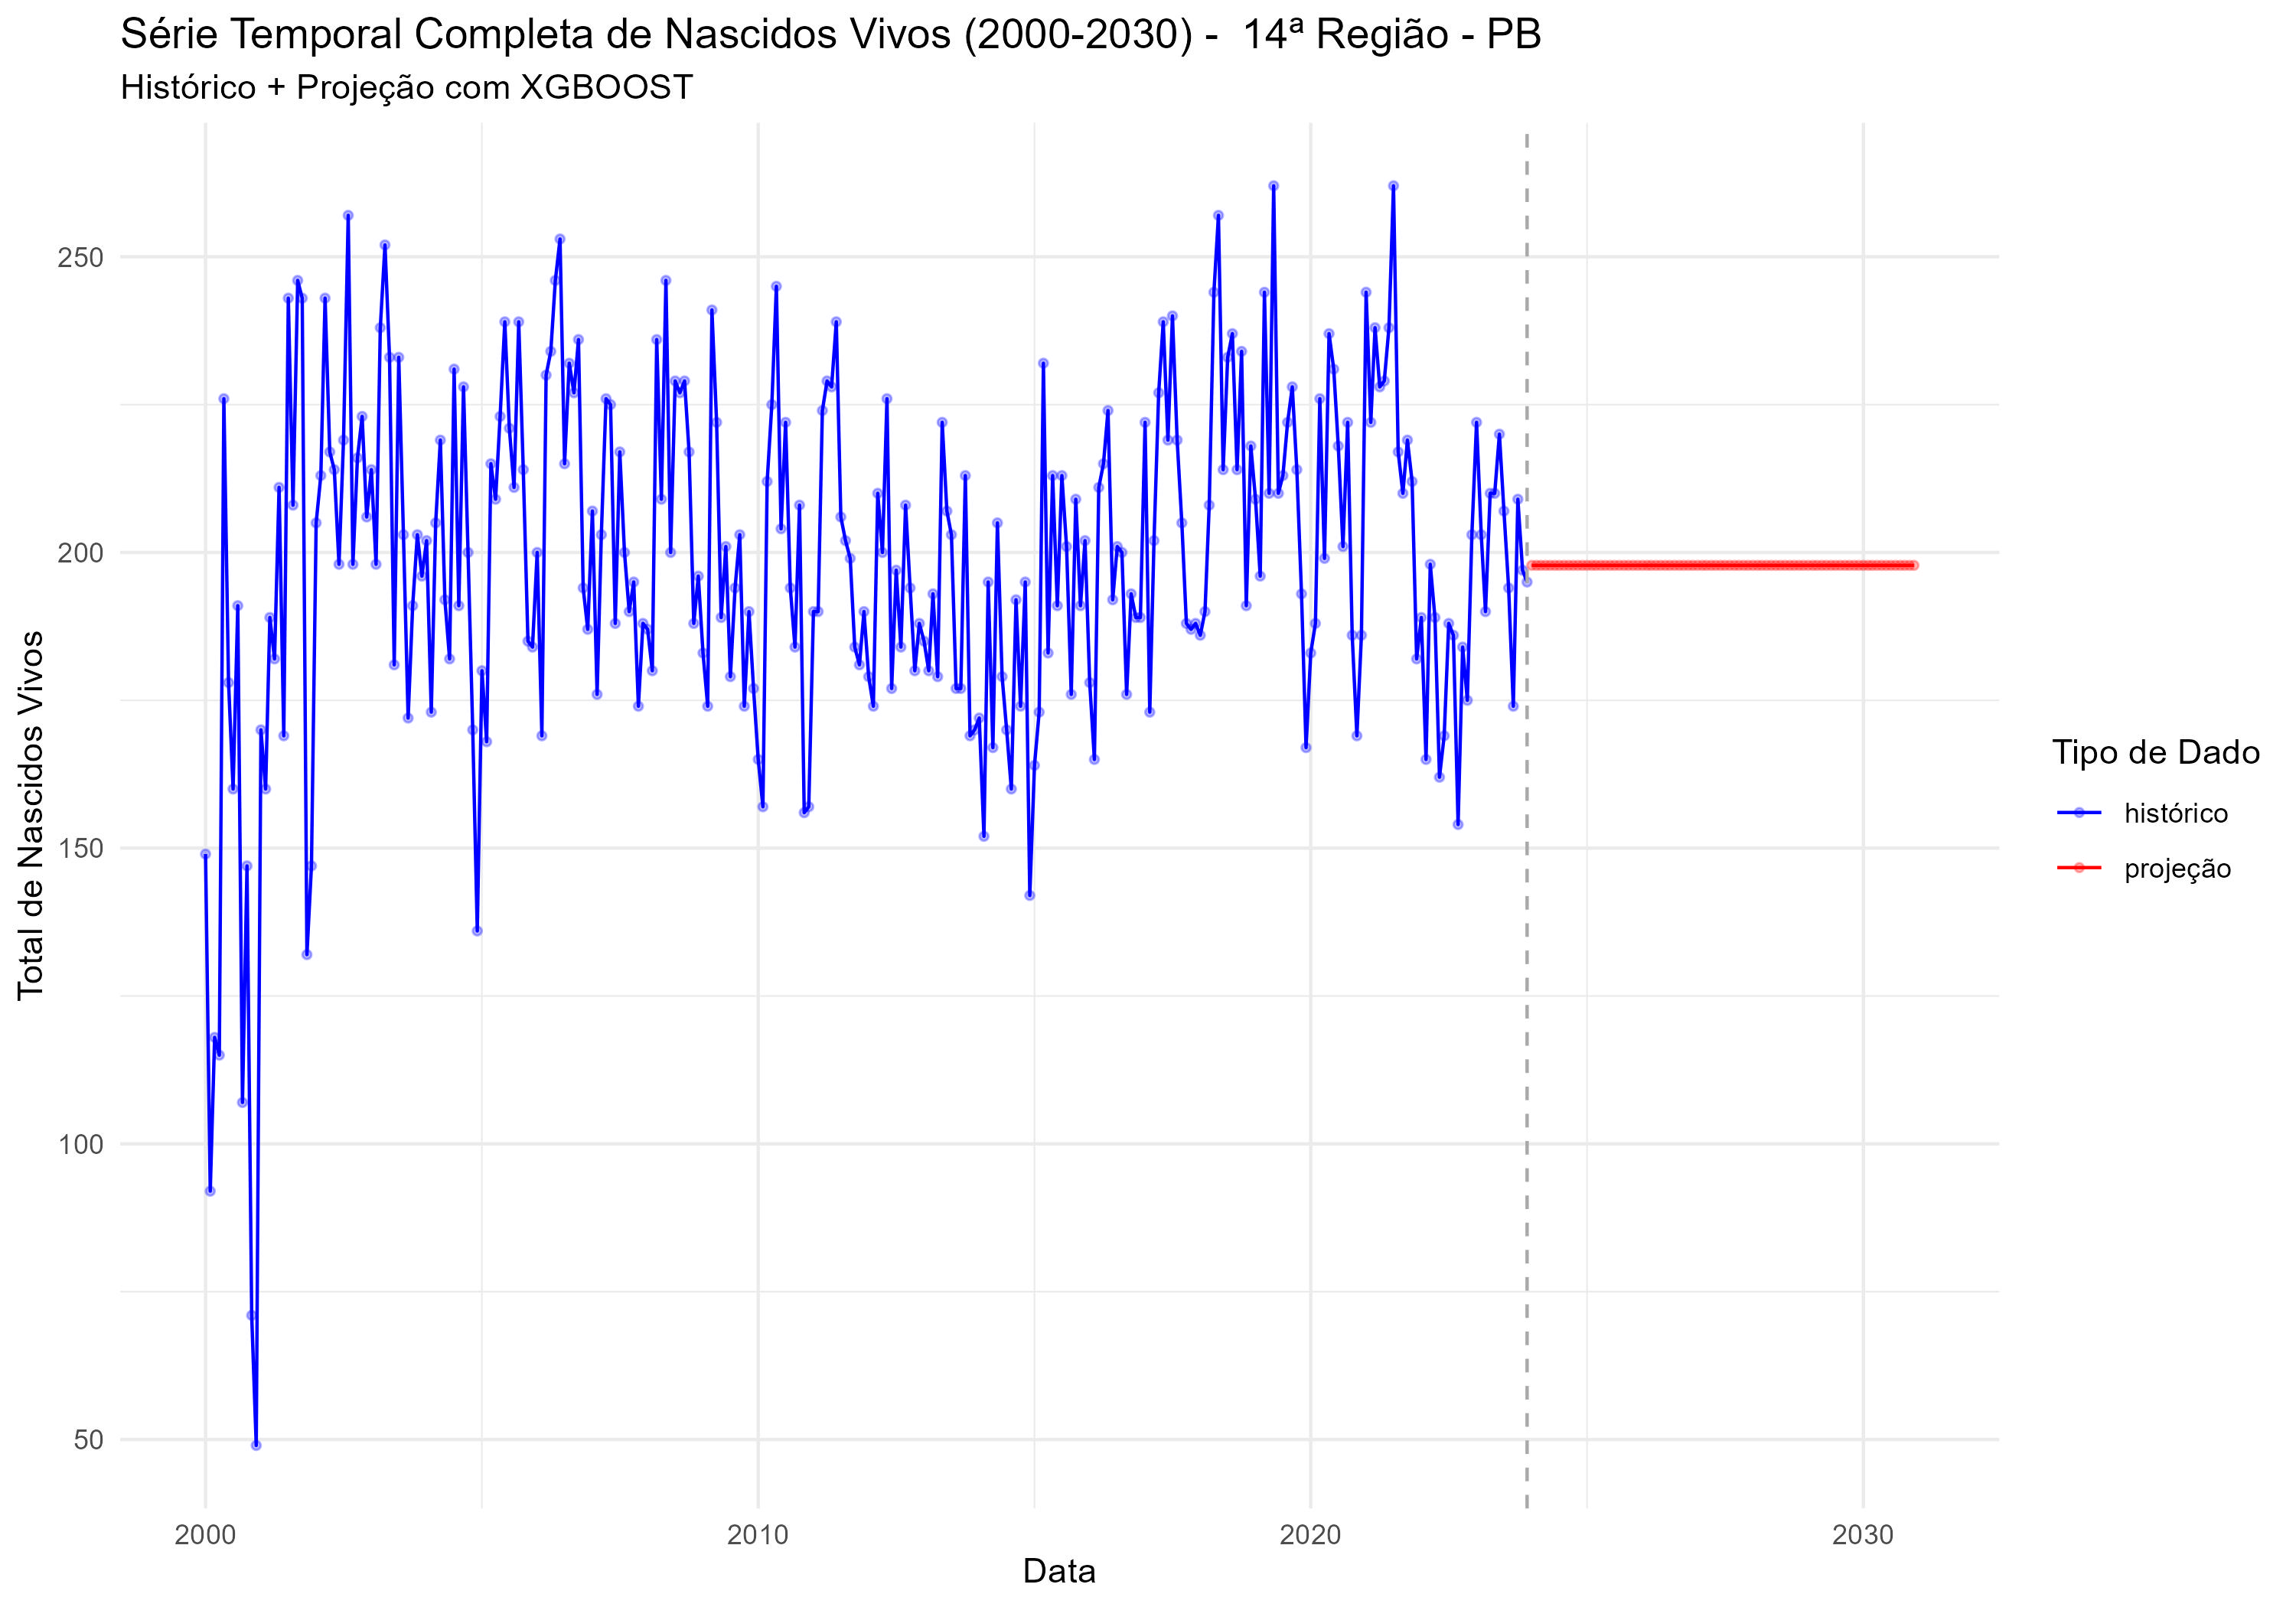 Série Temporal Completa de Nascidos Vivos (2000-2030) -  14ª Região - PB
Histórico + Projeção com XGBOOST
Total de Nascidos Vivos
250
200
150
100
50
2000
2010
2020
2030
Data
Tipo de Dado
histórico
projeção